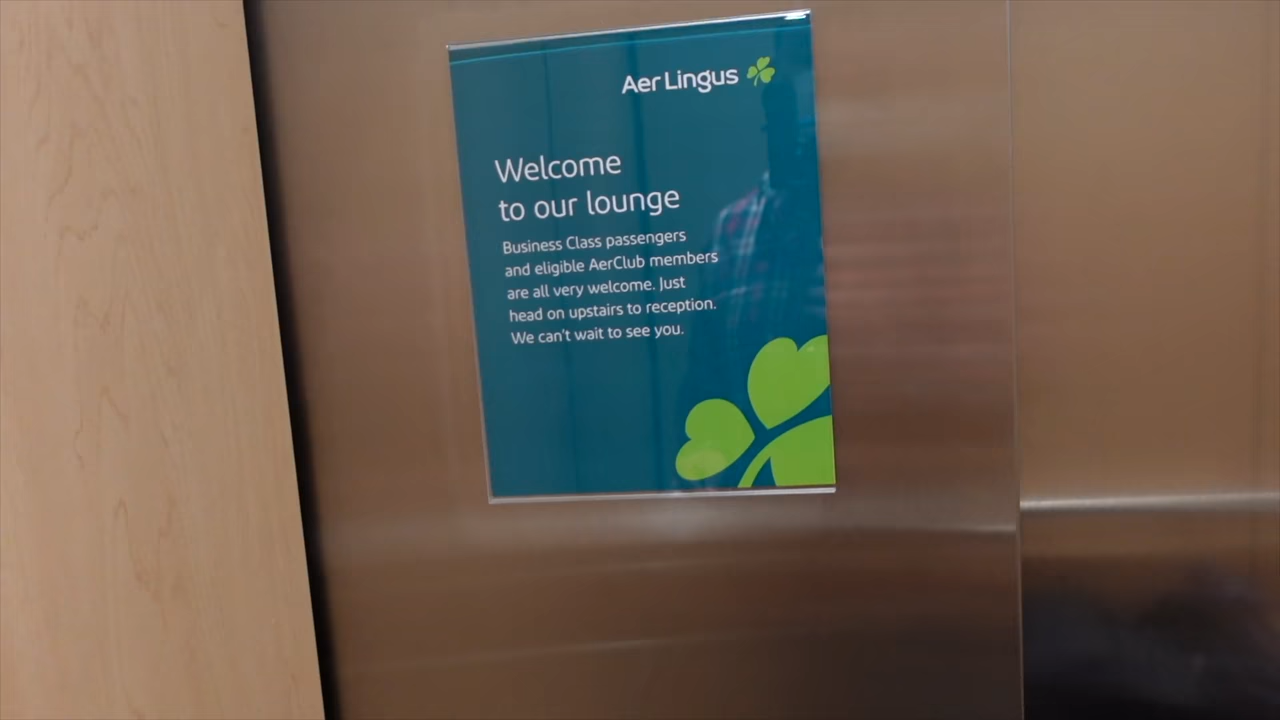 Aer Lingus
Welcome
to our lounge
Business Class passengers
and eligible AerClub members
are all very welcome. Just
head on upstairs to reception.
We can't wait to see you.